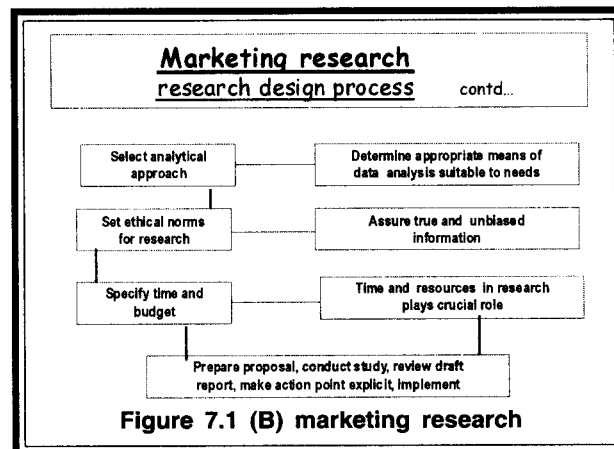 Marketing research
research design process contd...
Select analytical
approach
Determine appropriate means of
data analysis suitable to needs
Set ethical norms
for research
Assure true and unbiased
information
Specify time and
budget
Time and resources in research
plays crucial role
Prepare proposal, conduct study, review draft
report, make action point explicit, implement
Figure 7.1 (B) marketing research